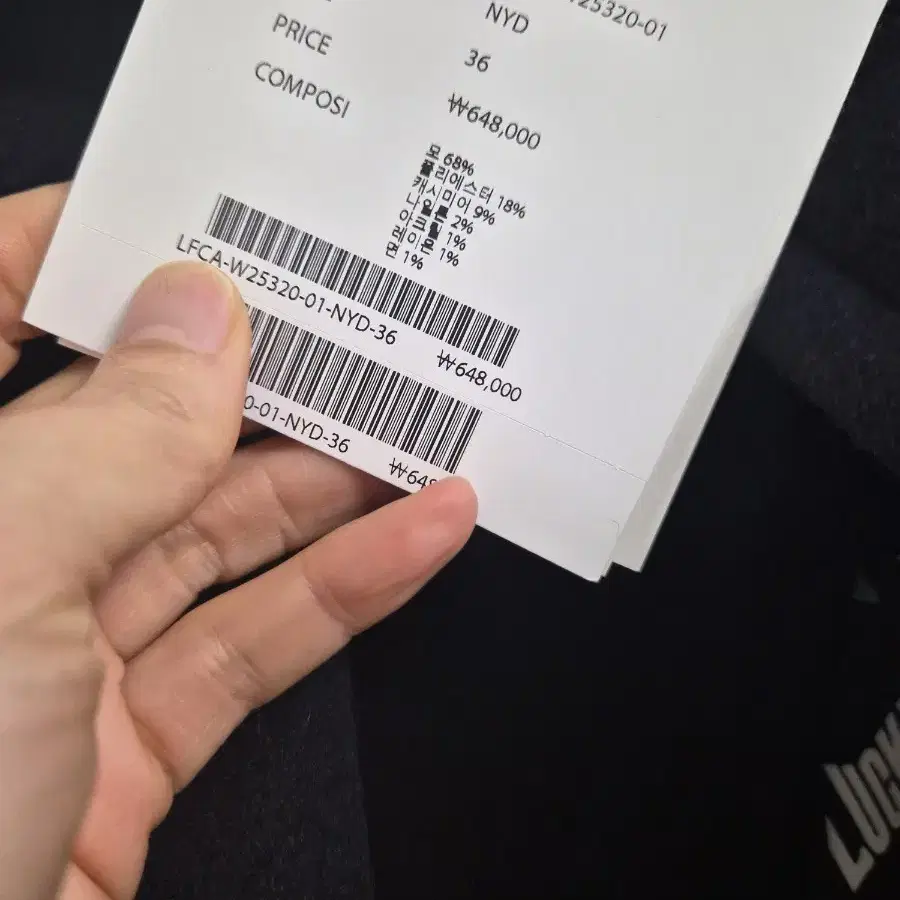 W25320-01
NYD
36
PRICE
₩648,000
COMPOSI
모 68%
폴리에스터 18%
캐시미어 9%
나일론 2%
아크릴 1%
레이온 1%
면 1%
LFCA-W25320-01-NYD-36
₩648,000
0-01-NYD-36
₩648